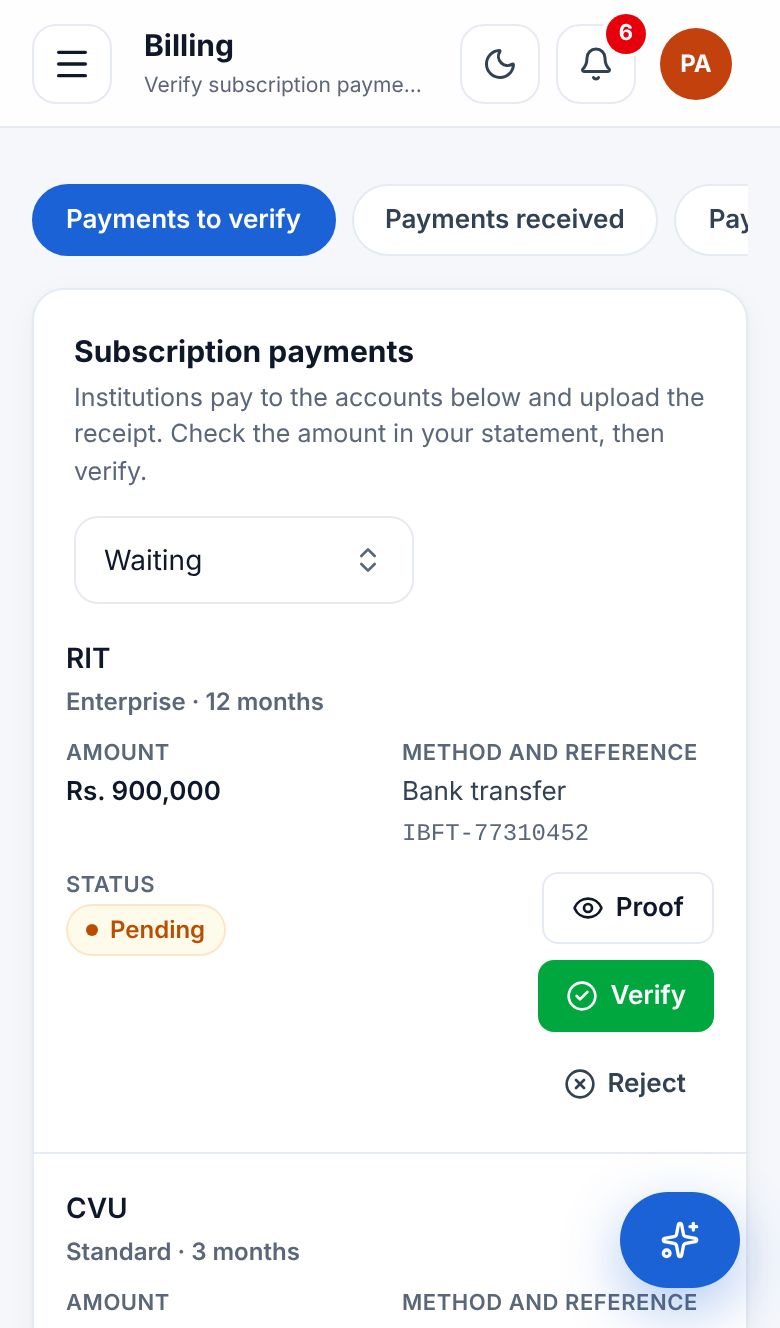 Billing
Verify subscription payme...
6
PA
Payments to verify
Payments received
Pay
Subscription payments
Institutions pay to the accounts below and upload the
receipt. Check the amount in your statement, then
verify.
Waiting
RIT
Enterprise · 12 months
AMOUNT
METHOD AND REFERENCE
Rs. 900,000
Bank transfer
IBFT-77310452
STATUS
Pending
Proof
Verify
Reject
CVU
Standard · 3 months
AMOUNT
METHOD AND REFERENCE